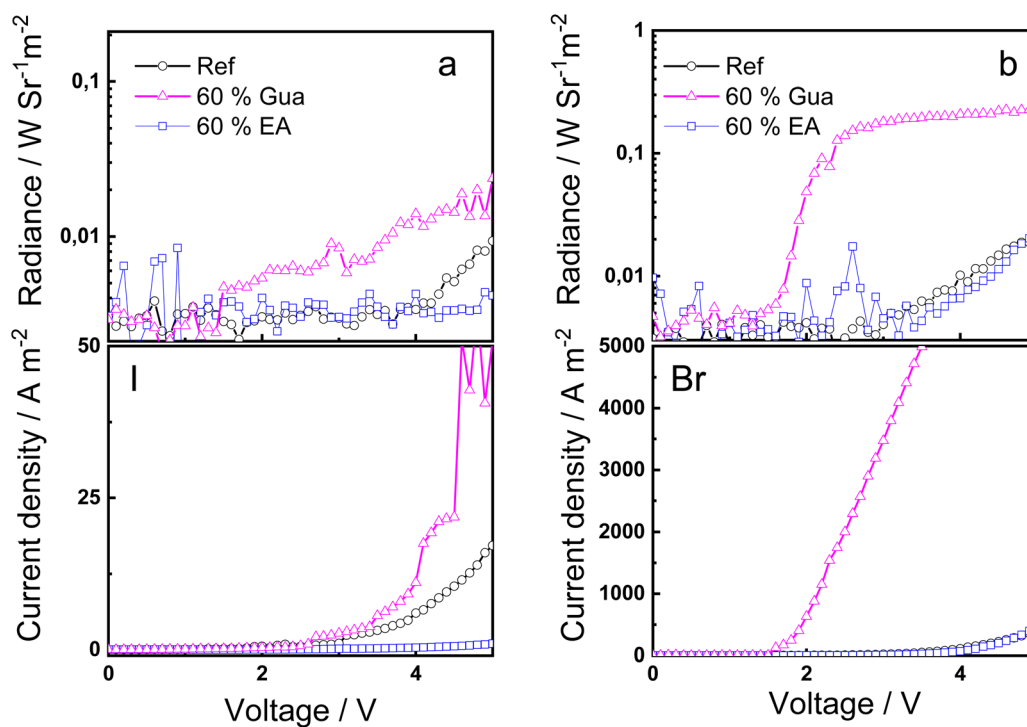 Radiance / W Sr⁻¹m⁻²
0,1
0,01
Ref
60 % Gua
60 % EA
a
Current density / A m⁻²
50
25
0
I
0
2
4
Voltage / V
Radiance / W Sr⁻¹m⁻²
1
0,1
0,01
Ref
60 % Gua
60 % EA
b
Current density / A m⁻²
5000
4000
3000
2000
1000
0
Br
0
2
4
Voltage / V